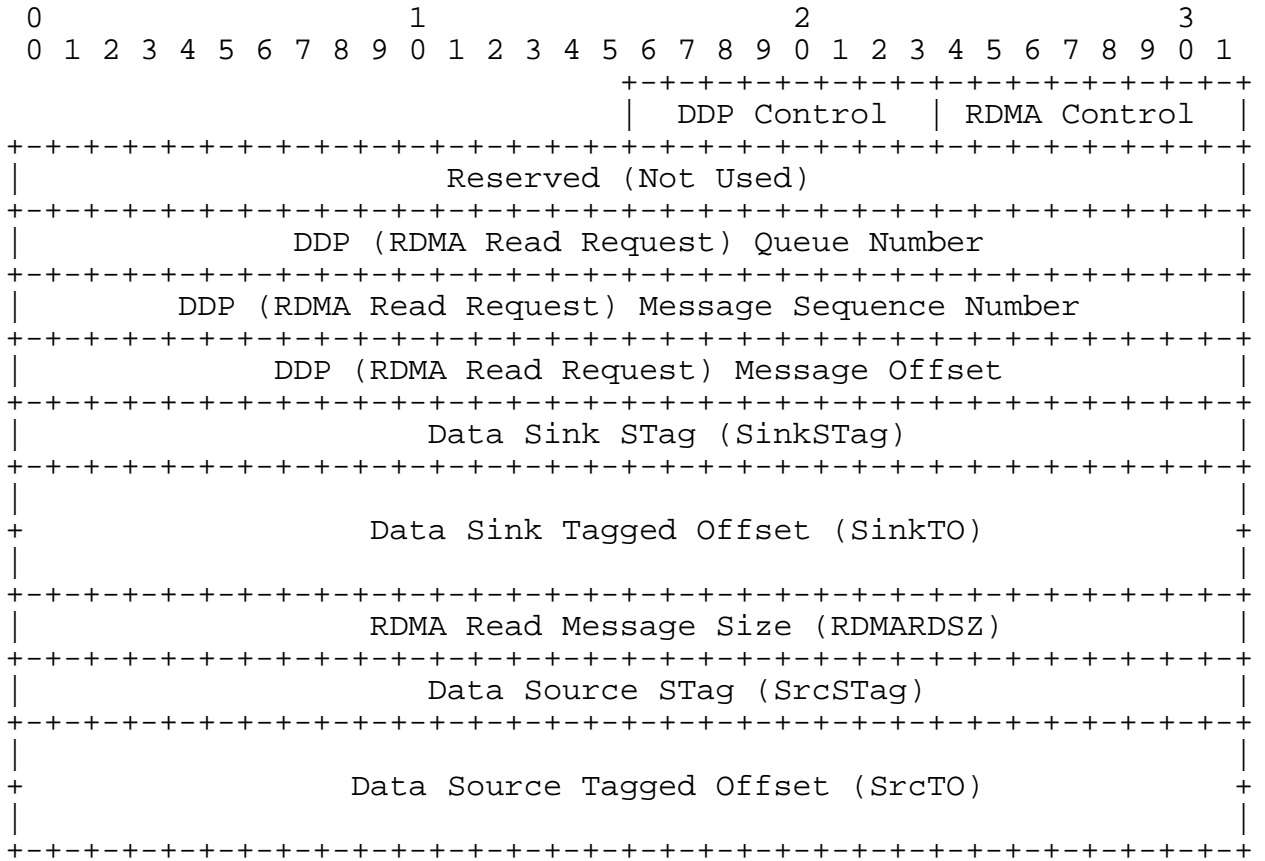 0                   1                   2                   3
0 1 2 3 4 5 6 7 8 9 0 1 2 3 4 5 6 7 8 9 0 1 2 3 4 5 6 7 8 9 0 1
DDP Control | RDMA Control
Reserved (Not Used)
DDP (RDMA Read Request) Queue Number
DDP (RDMA Read Request) Message Sequence Number
DDP (RDMA Read Request) Message Offset
Data Sink STag (SinkSTag)
Data Sink Tagged Offset (SinkTO)
RDMA Read Message Size (RDMARDSZ)
Data Source STag (SrcSTag)
Data Source Tagged Offset (SrcTO)